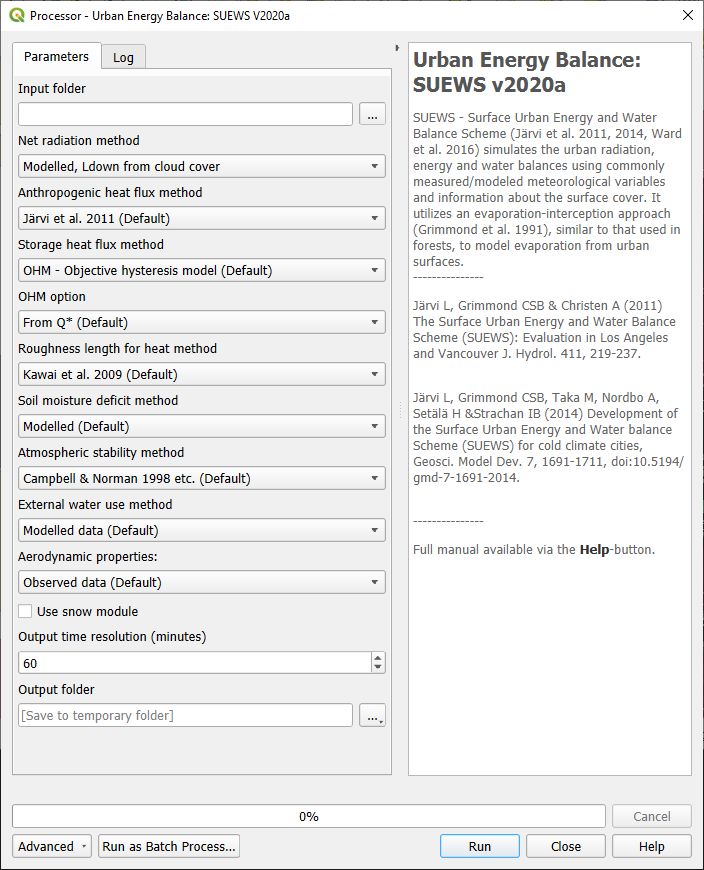 Processor - Urban Energy Balance: SUEWS V2020a
Parameters
Log
Input folder
...
Net radiation method
Modelled, Ldown from cloud cover
Anthropogenic heat flux method
Järvi et al. 2011 (Default)
Storage heat flux method
OHM - Objective hysteresis model (Default)
OHM option
From Q* (Default)
Roughness length for heat method
Kawai et al. 2009 (Default)
Soil moisture deficit method
Modelled (Default)
Atmospheric stability method
Campbell & Norman 1998 etc. (Default)
External water use method
Modelled data (Default)
Aerodynamic properties:
Observed data (Default)
Use snow module
Output time resolution (minutes)
60
Output folder
[Save to temporary folder]
...
Urban Energy Balance:
SUEWS v2020a
SUEWS - Surface Urban Energy and Water
Balance Scheme (Järvi et al. 2011, 2014, Ward
et al. 2016) simulates the urban radiation,
energy and water balances using commonly
measured/modeled meteorological variables
and information about the surface cover. It
utilizes an evaporation-interception approach
(Grimmond et al. 1991), similar to that used in
forests, to model evaporation from urban
surfaces.
---------------
Järvi L, Grimmond CSB & Christen A (2011)
The Surface Urban Energy and Water Balance
Scheme (SUEWS): Evaluation in Los Angeles
and Vancouver J. Hydrol. 411, 219-237.
Järvi L, Grimmond CSB, Taka M, Nordbo A,
Setälä H &Strachan IB (2014) Development of
the Surface Urban Energy and Water balance
Scheme (SUEWS) for cold climate cities,
Geosci. Model Dev. 7, 1691-1711, doi:10.5194/
gmd-7-1691-2014.
---------------
Full manual available via the Help-button.
0%
Cancel
Advanced
Run as Batch Process...
Run
Close
Help